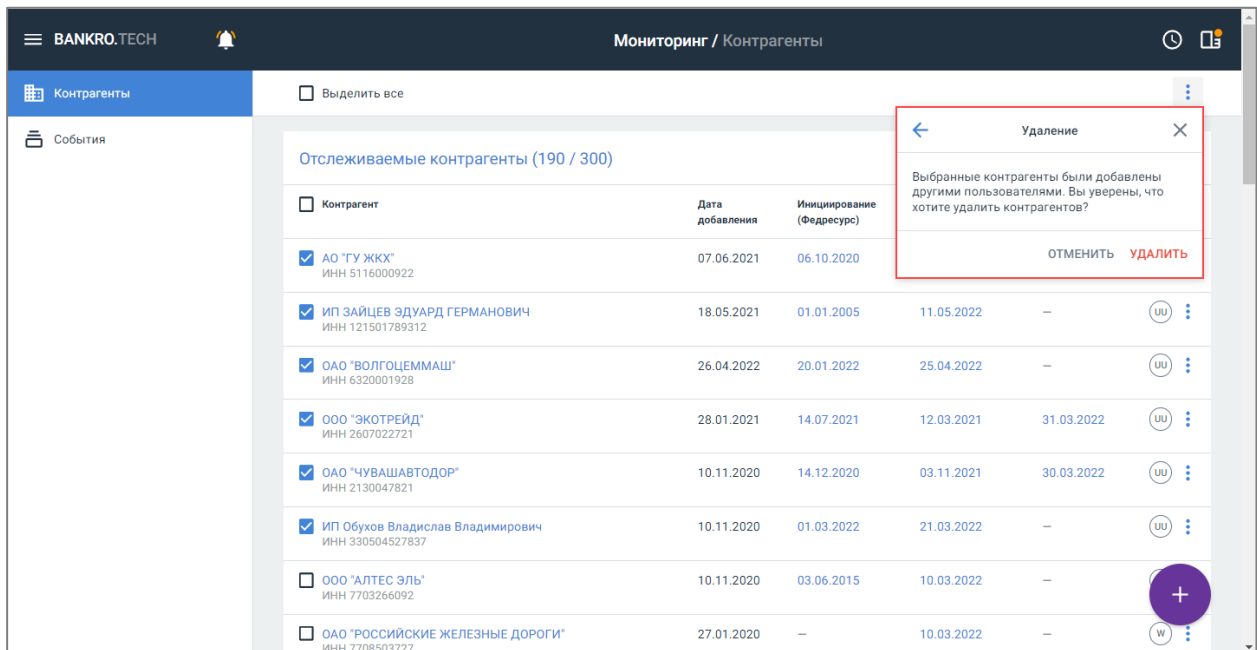 BANKRO.TECH
Мониторинг / Контрагенты
Контрагенты
События
Выделить все
Удаление
Выбранные контрагенты были добавлены
другими пользователями. Вы уверены, что
хотите удалить контрагентов?
ОТМЕНИТЬ УДАЛИТЬ
Отслеживаемые контрагенты (190 / 300)
Контрагент Дата Инициирование
добавления (Федресурс)
АО "ГУ ЖКХ" 07.06.2021 06.10.2020
ИНН 5116000922
ИП ЗАЙЦЕВ ЭДУАРД ГЕРМАНОВИЧ 18.05.2021 01.01.2005 11.05.2022 — UU
ИНН 121501789312
ОАО "ВОЛГОЦЕММАШ" 26.04.2022 20.01.2022 25.04.2022 — UU
ИНН 6320001928
ООО "ЭКОТРЕЙД" 28.01.2021 14.07.2021 12.03.2021 31.03.2022 UU
ИНН 2607022721
ОАО "ЧУВАШАВТОДОР" 10.11.2020 14.12.2020 03.11.2021 30.03.2022 UU
ИНН 2130047821
ИП Обухов Владислав Владимирович 10.11.2020 01.03.2022 21.03.2022 — UU
ИНН 330504527837
ООО "АЛТЕС ЭЛЬ" 10.11.2020 03.06.2015 10.03.2022 —
ИНН 7703266092
ОАО "РОССИЙСКИЕ ЖЕЛЕЗНЫЕ ДОРОГИ" 27.01.2020 — 10.03.2022 — W
ИНН 7708503727